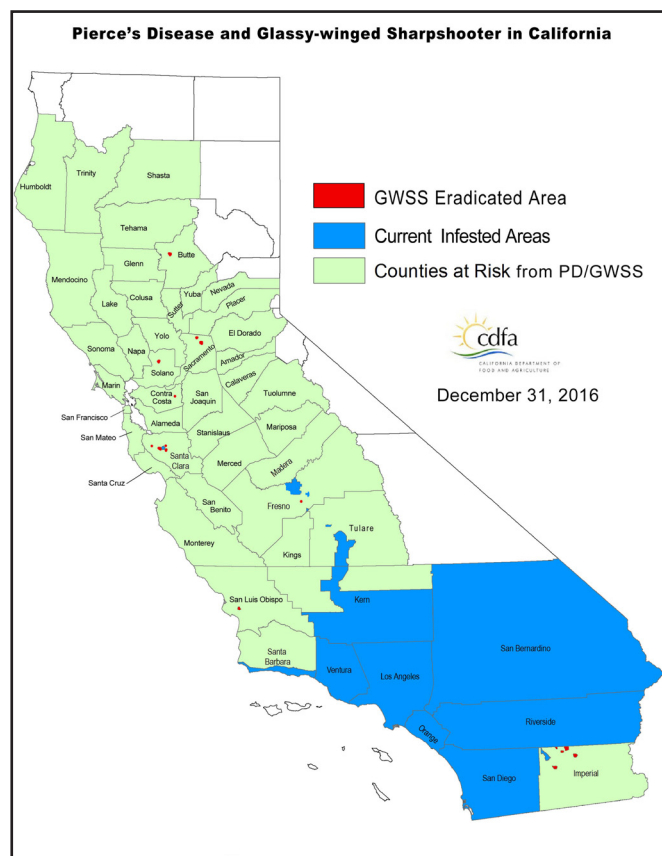 Pierce's Disease and Glassy-winged Sharpshooter in California
GWSS Eradicated Area
Current Infested Areas
Counties at Risk from PD/GWSS
cdfa
CALIFORNIA DEPARTMENT OF
FOOD AND AGRICULTURE
December 31, 2016
Humboldt
Trinity
Shasta
Tehama
Butte
Glenn
Mendocino
Lake
Colusa
Sutter
Yuba
Nevada
Placer
Sonoma
Napa
Yolo
Sacramento
El Dorado
Amador
Solano
Marin
Calaveras
Contra
Costa
San
Joaquin
Tuolumne
San Francisco
Alameda
Stanislaus
Mariposa
San Mateo
Santa
Clara
Merced
Madera
Santa Cruz
San
Benito
Fresno
Tulare
Monterey
Kings
San Luis Obispo
Kern
Santa
Barbara
Ventura
Los Angeles
San Bernardino
Orange
Riverside
San Diego
Imperial